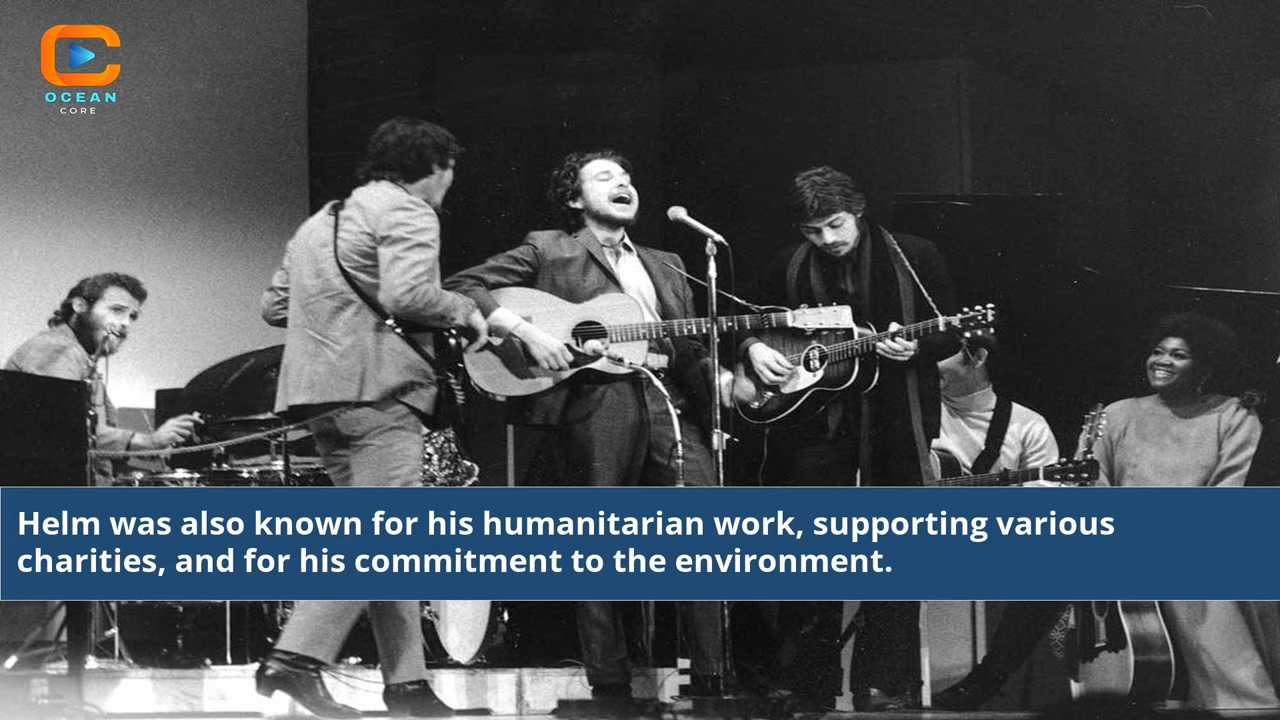 OCEAN
CORE
Helm was also known for his humanitarian work, supporting various
charities, and for his commitment to the environment.